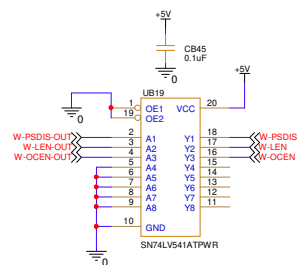 +5V
CB45
0.1uF
0
+5V
UB19
1 OE1 VCC 20
19 OE2
0
W-PSDIS-OUT 2 A1 Y1 18 W-PSDIS
W-LEN-OUT 3 A2 Y2 17 W-LEN
W-OCEN-OUT 4 A3 Y3 16 W-OCEN
5 A4 Y4 15
6 A5 Y5 14
7 A6 Y6 13
8 A7 Y7 12
9 A8 Y8 11
10 GND
SN74LV541ATPWR
0